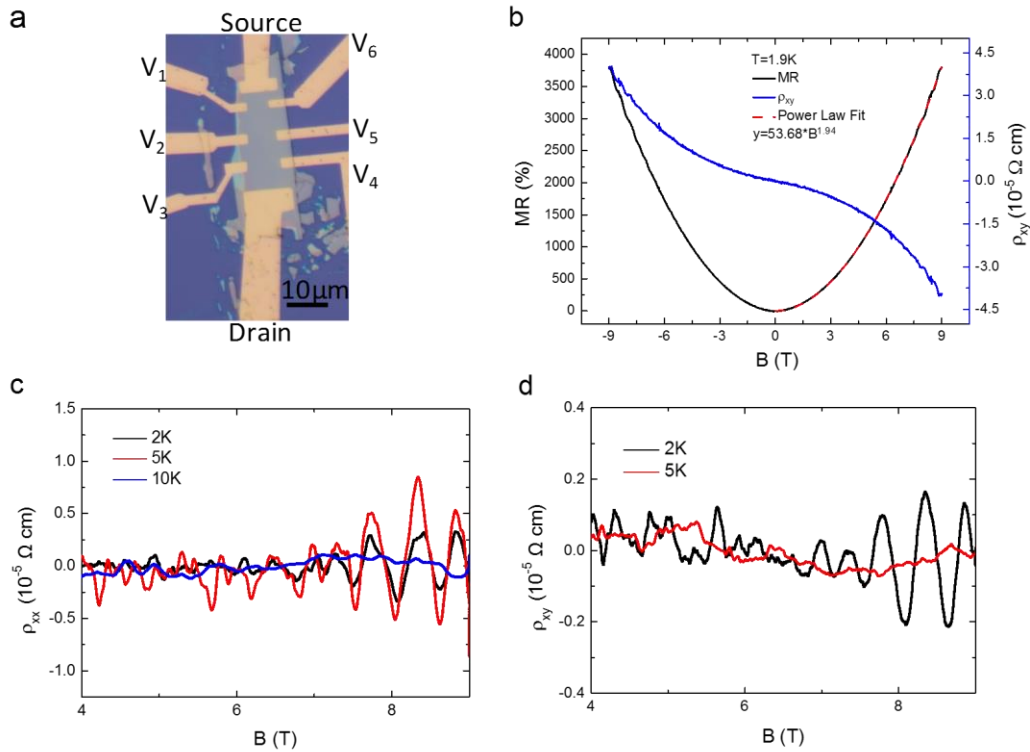 a
Source
V₆
V₁
V₂
V₅
V₃
V₄
10μm
Drain
b
4000
3500
3000
2500
2000
1500
1000
500
0
MR (%)
T=1.9K
MR
ρxy
Power Law Fit
y=53.68*B^1.94
4.5
3.0
1.5
0.0
-1.5
-3.0
-4.5
ρxy (10⁻⁵ Ω cm)
-9 -6 -3 0 3 6 9
B (T)
c
1.5
1.0
0.5
0.0
-0.5
-1.0
ρxx (10⁻⁵ Ω cm)
2K
5K
10K
4 6 8
B (T)
d
0.4
0.2
0.0
-0.2
-0.4
ρxy (10⁻⁵ Ω cm)
2K
5K
4 6 8
B (T)